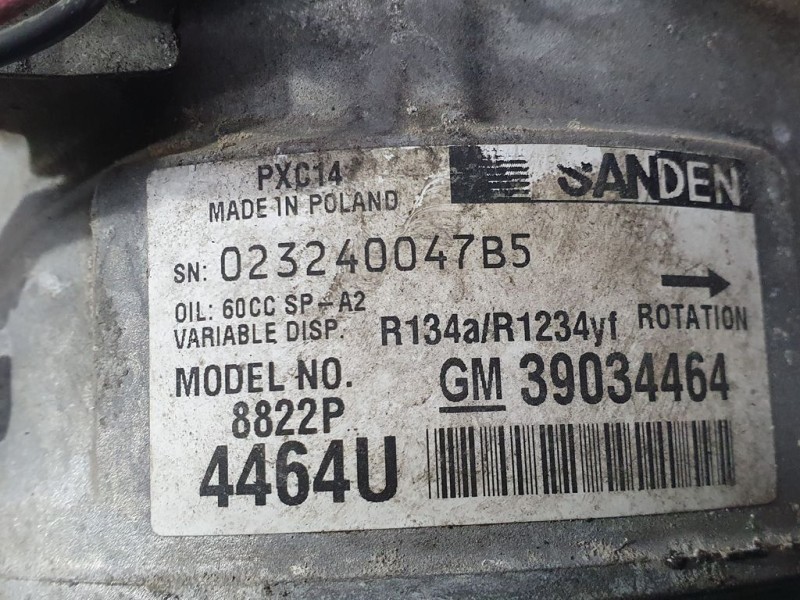 PXC14
SANDEN
MADE IN POLAND
SN: 023240047B5
OIL: 60CC SP-A2
VARIABLE DISP.
R134a/R1234yf
ROTATION
MODEL NO.
8822P
GM 39034464
4464U